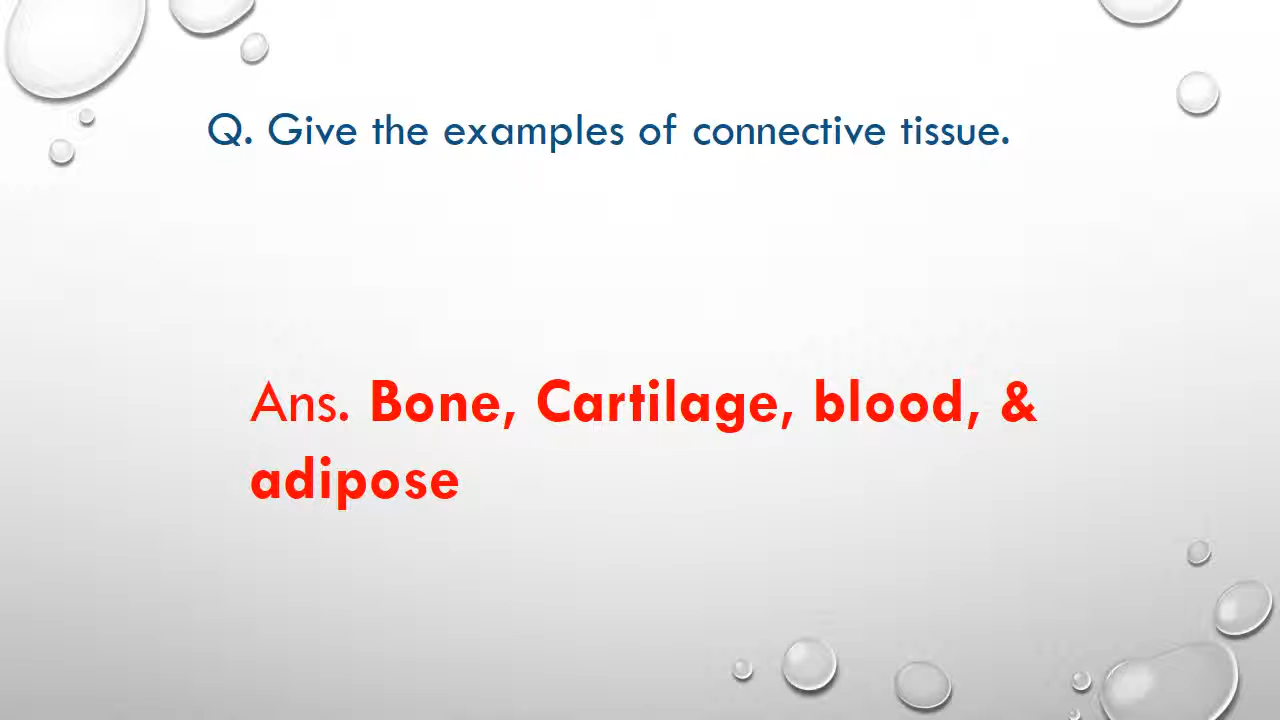 Q. Give the examples of connective tissue.
Ans. Bone, Cartilage, blood, &
adipose